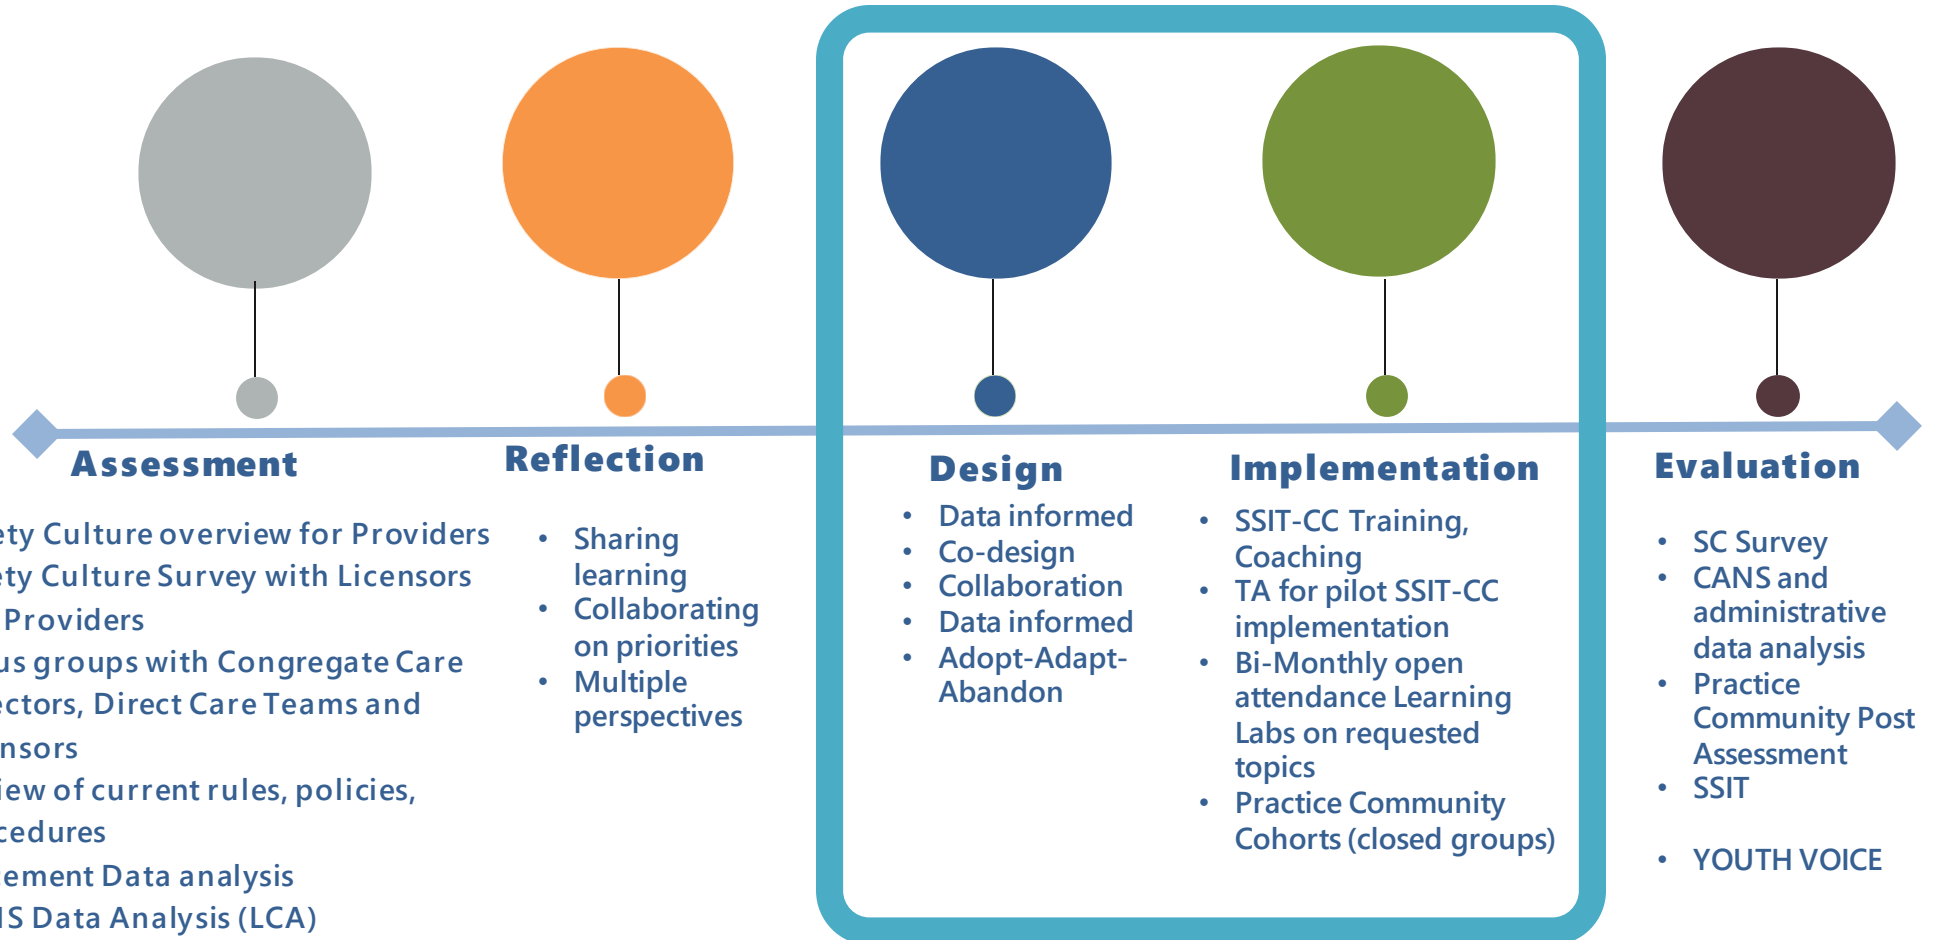 Assessment
ety Culture overview for Providers
ety Culture Survey with Licensors
Providers
us groups with Congregate Care
ectors, Direct Care Teams and
nsors
iew of current rules, policies,
cedures
ement Data analysis
IS Data Analysis (LCA)
Reflection
• Sharing
learning
• Collaborating
on priorities
• Multiple
perspectives
Design
• Data informed
• Co-design
• Collaboration
• Data informed
• Adopt-Adapt-
Abandon
Implementation
• SSIT-CC Training,
Coaching
• TA for pilot SSIT-CC
implementation
• Bi-Monthly open
attendance Learning
Labs on requested
topics
• Practice Community
Cohorts (closed groups)
Evaluation
• SC Survey
• CANS and
administrative
data analysis
• Practice
Community Post
Assessment
• SSIT
• YOUTH VOICE